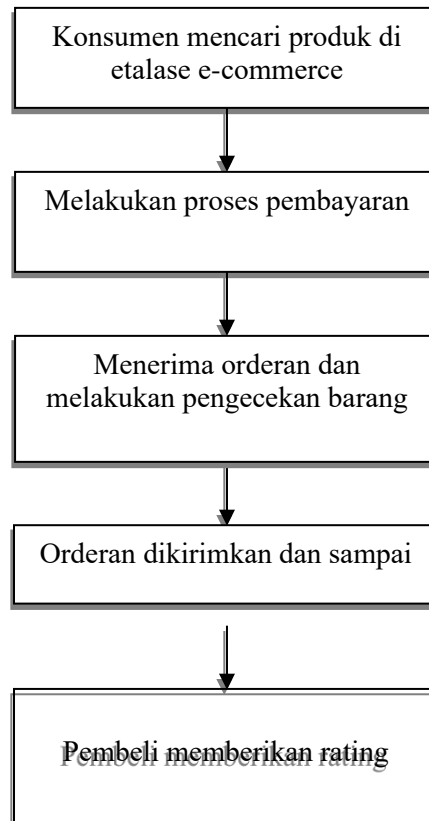 Konsumen mencari produk di
etalase e-commerce
Melakukan proses pembayaran
Menerima orderan dan
melakukan pengecekan barang
Orderan dikirimkan dan sampai
Pembeli memberikan rating